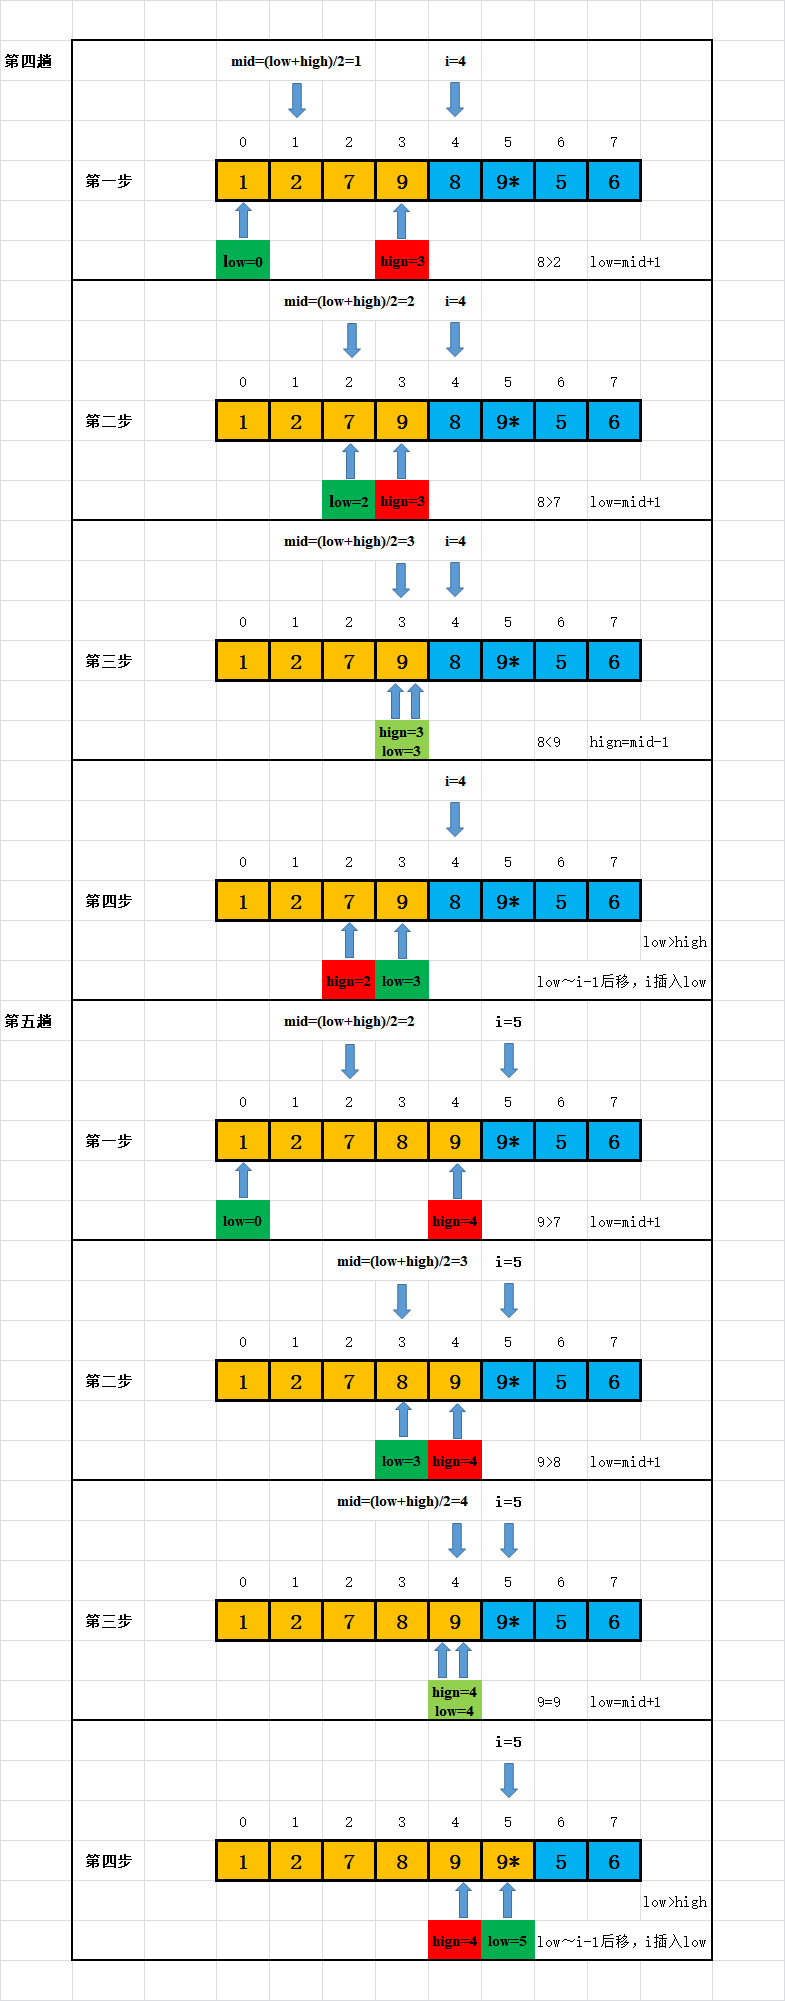 第四趟
mid=(low+high)/2=1 i=4
0 1 2 3 4 5 6 7
第一步 1 2 7 9 8 9* 5 6
low=0 hign=3 8>2 low=mid+1
mid=(low+high)/2=2 i=4
0 1 2 3 4 5 6 7
第二步 1 2 7 9 8 9* 5 6
low=2 hign=3 8>7 low=mid+1
mid=(low+high)/2=3 i=4
0 1 2 3 4 5 6 7
第三步 1 2 7 9 8 9* 5 6
hign=3
low=3 8<9 hign=mid-1
i=4
0 1 2 3 4 5 6 7
第四步 1 2 7 9 8 9* 5 6
low>high
hign=2 low=3 low～i-1后移，i插入low
第五趟 mid=(low+high)/2=2 i=5
0 1 2 3 4 5 6 7
第一步 1 2 7 8 9 9* 5 6
low=0 hign=4 9>7 low=mid+1
mid=(low+high)/2=3 i=5
0 1 2 3 4 5 6 7
第二步 1 2 7 8 9 9* 5 6
low=3 hign=4 9>8 low=mid+1
mid=(low+high)/2=4 i=5
0 1 2 3 4 5 6 7
第三步 1 2 7 8 9 9* 5 6
hign=4
low=4 9=9 low=mid+1
i=5
0 1 2 3 4 5 6 7
第四步 1 2 7 8 9 9* 5 6
low>high
hign=4 low=5 low～i-1后移，i插入low